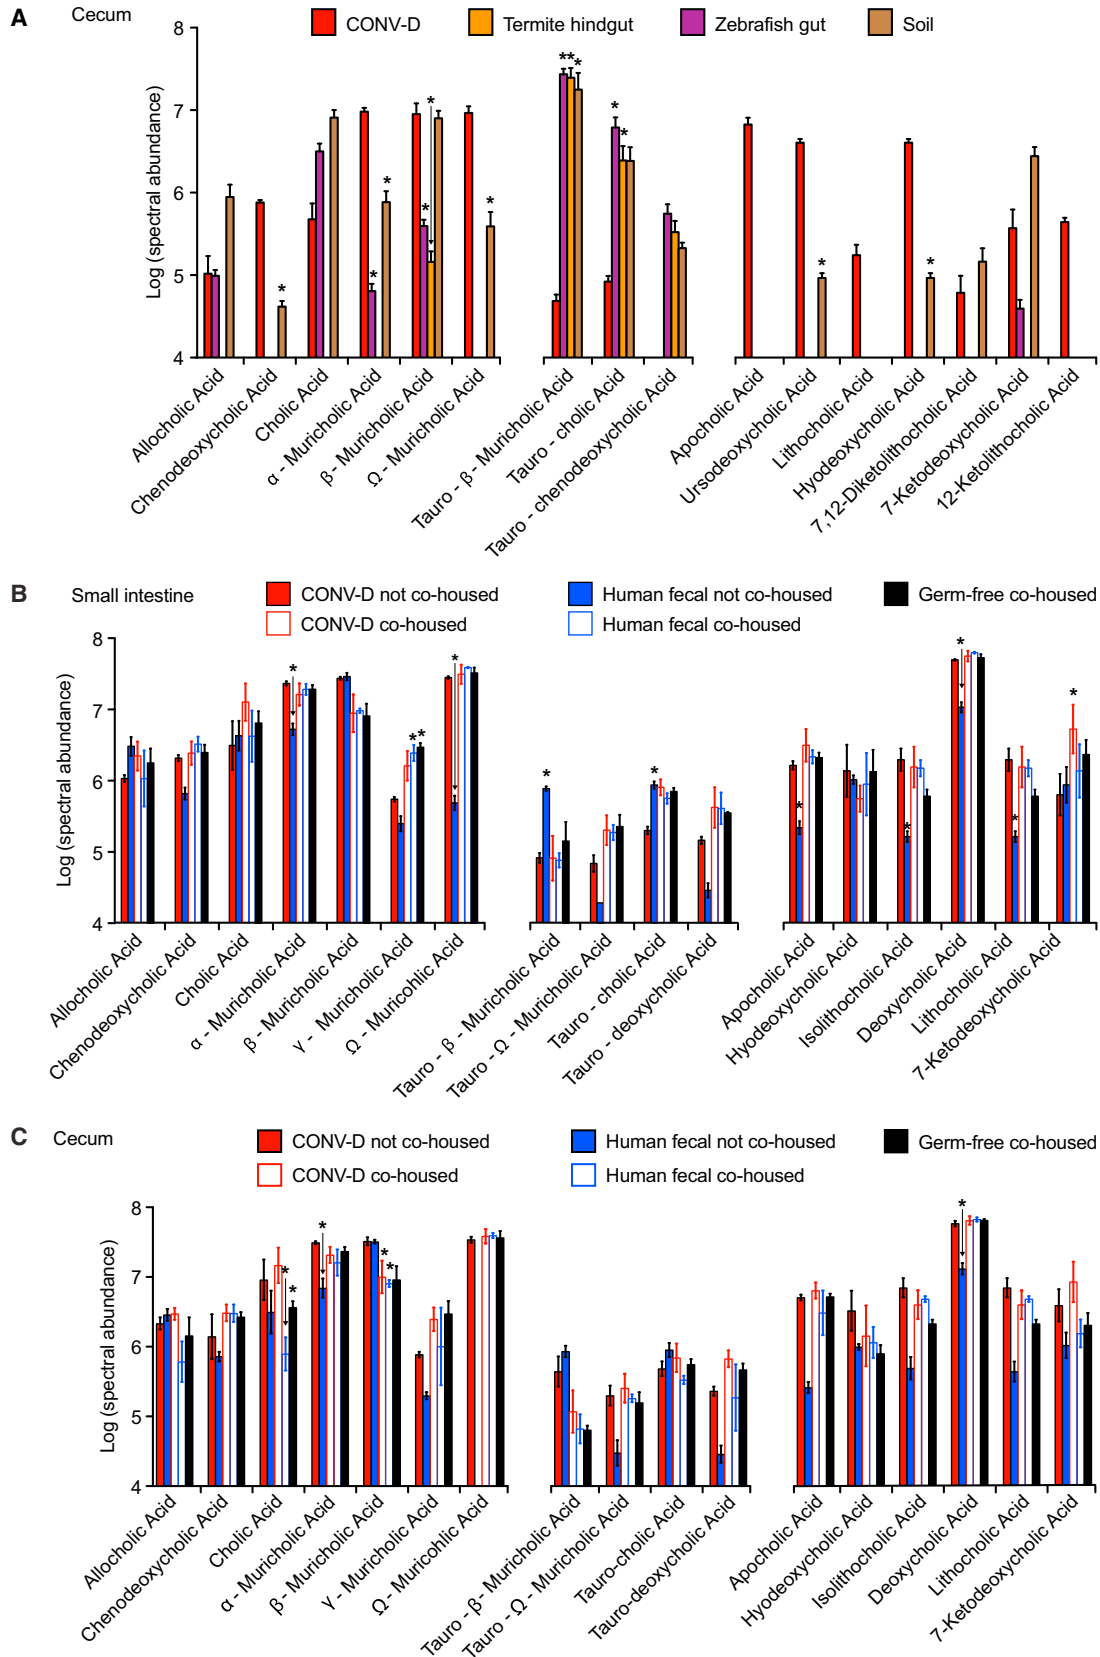 A
Cecum
CONV-D
Termite hindgut
Zebrafish gut
Soil
Log (spectral abundance)
8
7
6
5
4
* * * * * * * ** * * * * *
Allocholic Acid
Chenodeoxycholic Acid
Cholic Acid
α - Muricholic Acid
β- Muricholic Acid
Ω - Muricholic Acid
Tauro - β - Muricholic Acid
Tauro - cholic Acid
Tauro - chenodeoxycholic Acid
Apocholic Acid
Ursodeoxycholic Acid
Lithocholic Acid
Hyodeoxycholic Acid
7,12-Diketolithocholic Acid
7-Ketodeoxycholic Acid
12-Ketolithocholic Acid
B
Small intestine
CONV-D not co-housed
Human fecal not co-housed
Germ-free co-housed
CONV-D co-housed
Human fecal co-housed
Log (spectral abundance)
8
7
6
5
4
* * * * * * * * * * *
Allocholic Acid
Chenodeoxycholic Acid
Cholic Acid
α - Muricholic Acid
β - Muricholic Acid
γ - Muricholic Acid
Ω - Muricoholic Acid
Tauro - β - Muricholic Acid
Tauro - Ω - Muricholic Acid
Tauro - cholic Acid
Tauro - deoxycholic Acid
Apocholic Acid
Hyodeoxycholic Acid
Isolithocholic Acid
Deoxycholic Acid
Lithocholic Acid
7-Ketodeoxycholic Acid
C
Cecum
CONV-D not co-housed
Human fecal not co-housed
Germ-free co-housed
CONV-D co-housed
Human fecal co-housed
Log (spectral abundance)
8
7
6
5
4
* * * * * *
Allocholic Acid
Chenodeoxycholic Acid
Cholic Acid
α - Muricholic Acid
β - Muricholic Acid
γ - Muricholic Acid
Ω - Muricoholic Acid
Tauro - β - Muricholic Acid
Tauro - Ω - Muricholic Acid
Tauro-cholic Acid
Tauro-deoxycholic Acid
Apocholic Acid
Hyodeoxycholic Acid
Isolithocholic Acid
Deoxycholic Acid
Lithocholic Acid
7-Ketodeoxycholic Acid